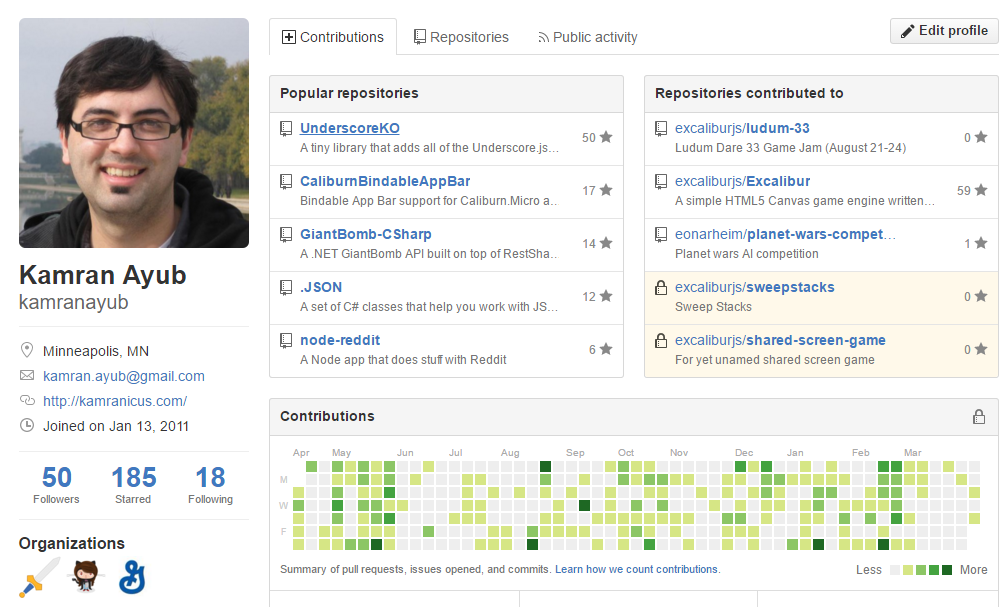 Contributions
Repositories
Public activity
Edit profile
Kamran Ayub
kamranayub
Minneapolis, MN
kamran.ayub@gmail.com
http://kamranicus.com/
Joined on Jan 13, 2011
50 185 18
Followers Starred Following
Organizations
Popular repositories
UnderscoreKO
A tiny library that adds all of the Underscore.js…
50
CaliburnBindableAppBar
Bindable App Bar support for Caliburn.Micro a…
17
GiantBomb-CSharp
A .NET GiantBomb API built on top of RestSha…
14
.JSON
A set of C# classes that help you work with JS…
12
node-reddit
A Node app that does stuff with Reddit
6
Repositories contributed to
excaliburjs/ludum-33
Ludum Dare 33 Game Jam (August 21-24)
0
excaliburjs/Excalibur
A simple HTML5 Canvas game engine written…
59
eonarheim/planet-wars-compet…
Planet wars AI competition
1
excaliburjs/sweepstacks
Sweep Stacks
0
excaliburjs/shared-screen-game
For yet unamed shared screen game
0
Contributions
Apr May Jun Jul Aug Sep Oct Nov Dec Jan Feb Mar
M
W
F
Summary of pull requests, issues opened, and commits. Learn how we count contributions.
Less More